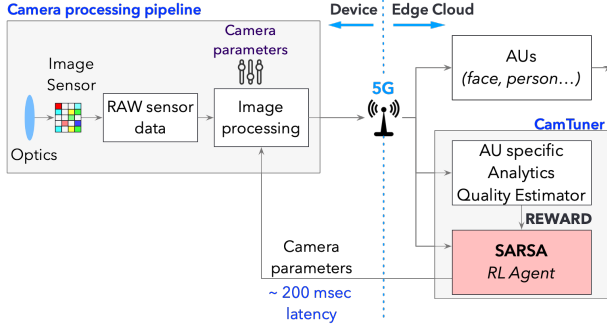 Camera processing pipeline
Device
Edge Cloud
Camera
parameters
Image
Sensor
5G
AUs
(face, person...)
RAW sensor
data
Image
processing
Optics
CamTuner
AU specific
Analytics
Quality Estimator
REWARD
SARSA
RL Agent
Camera
parameters
~ 200 msec
latency